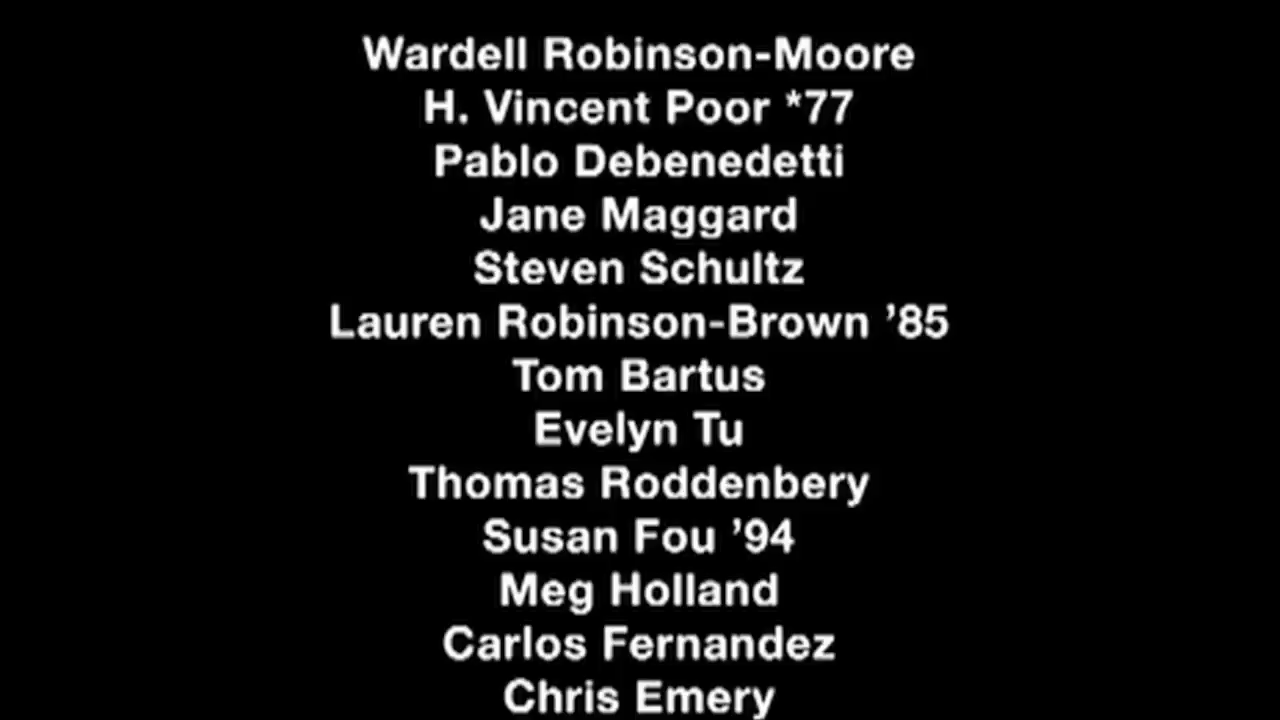 Wardell Robinson-Moore
H. Vincent Poor *77
Pablo Debenedetti
Jane Maggard
Steven Schultz
Lauren Robinson-Brown ’85
Tom Bartus
Evelyn Tu
Thomas Roddenbery
Susan Fou ’94
Meg Holland
Carlos Fernandez
Chris Emery